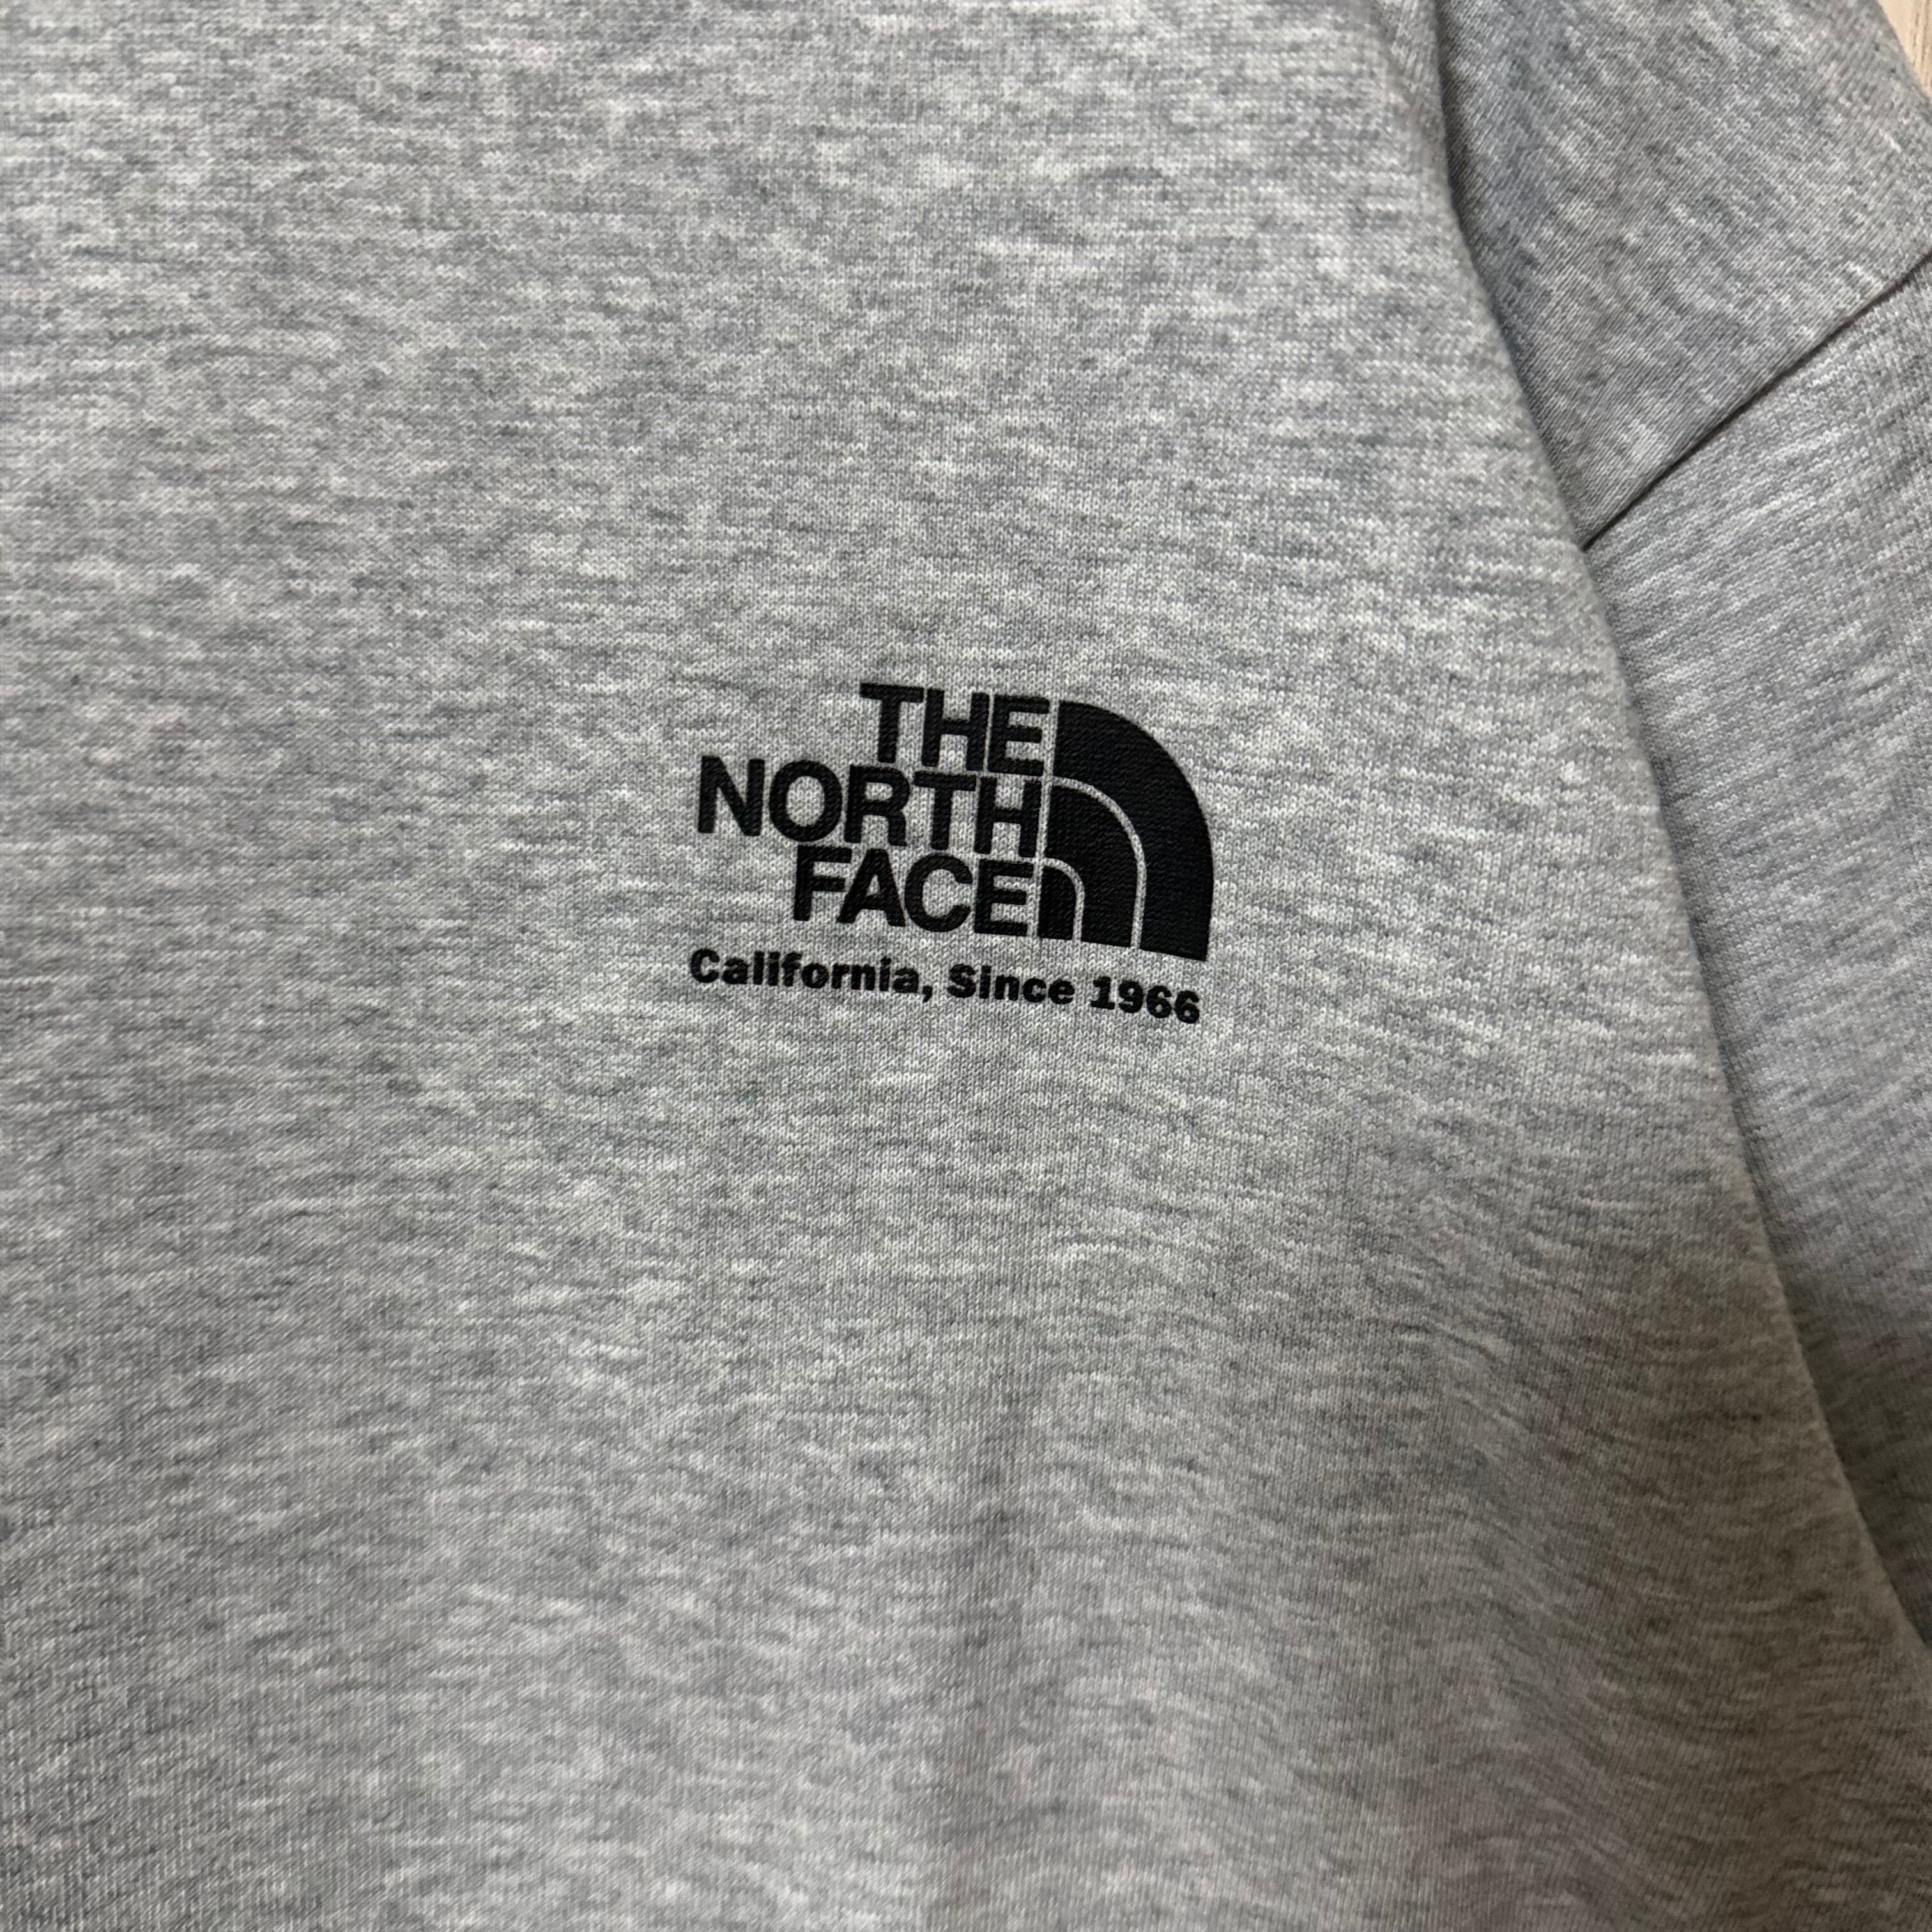 THE
NORTH
FACE
California, Since 1966